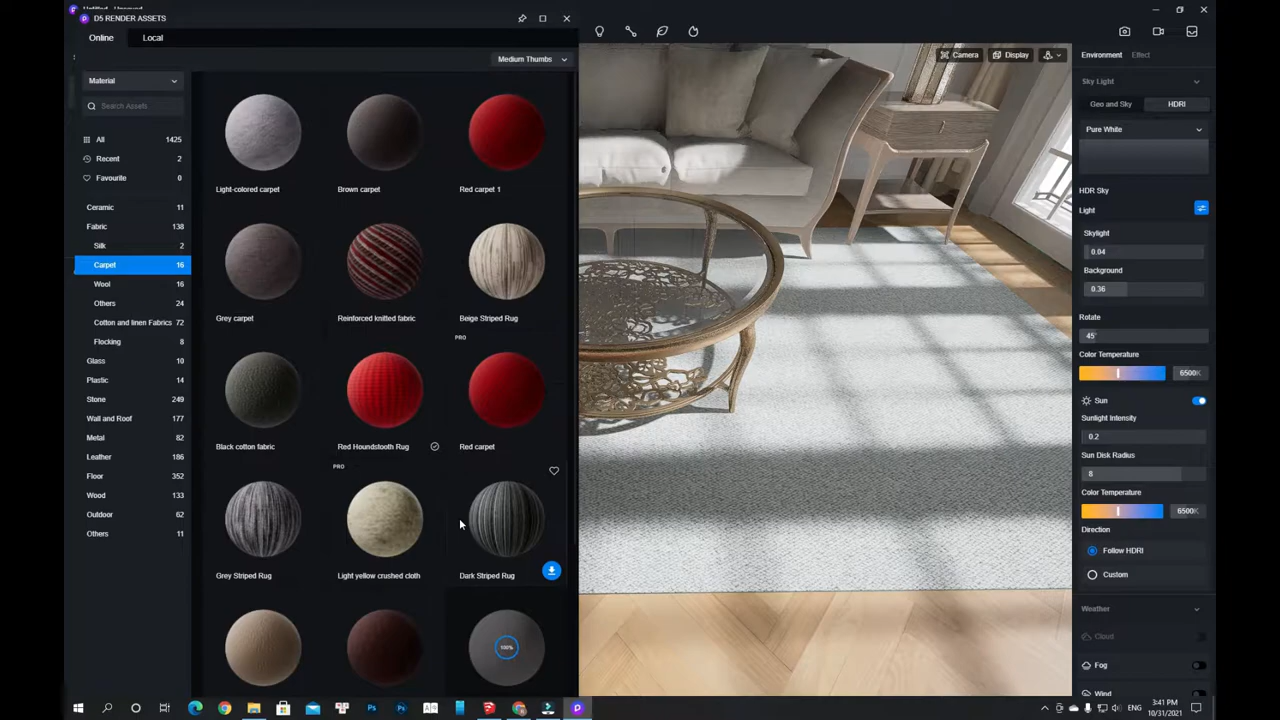 D5 RENDER ASSETS
Online Local
Medium Thumbs
Material
Search Assets
All 1425
Recent 2
Favourite 0
Ceramic 11
Fabric 138
Silk 2
Carpet 16
Wool 16
Others 24
Cotton and linen Fabrics 72
Flocking 8
Glass 10
Plastic 14
Stone 249
Wall and Roof 177
Metal 82
Leather 186
Floor 352
Wood 133
Outdoor 62
Others 11
Light-colored carpet Brown carpet Red carpet 1
Grey carpet Reinforced knitted fabric Beige Striped Rug
PRO
Black cotton fabric Red Houndstooth Rug Red carpet
PRO
Grey Striped Rug Light yellow crushed cloth Dark Striped Rug
100%
Camera Display
Environment Effect
Sky Light
Geo and Sky HDRI
Pure White
HDR Sky
Light
Skylight
0.04
Background
0.36
Rotate
45°
Color Temperature
6500K
Sun
Sunlight Intensity
0.2
Sun Disk Radius
8
Color Temperature
6500K
Direction
Follow HDRI
Custom
Weather
Cloud
Fog
Wind
ENG
3:41 PM
10/31/2021